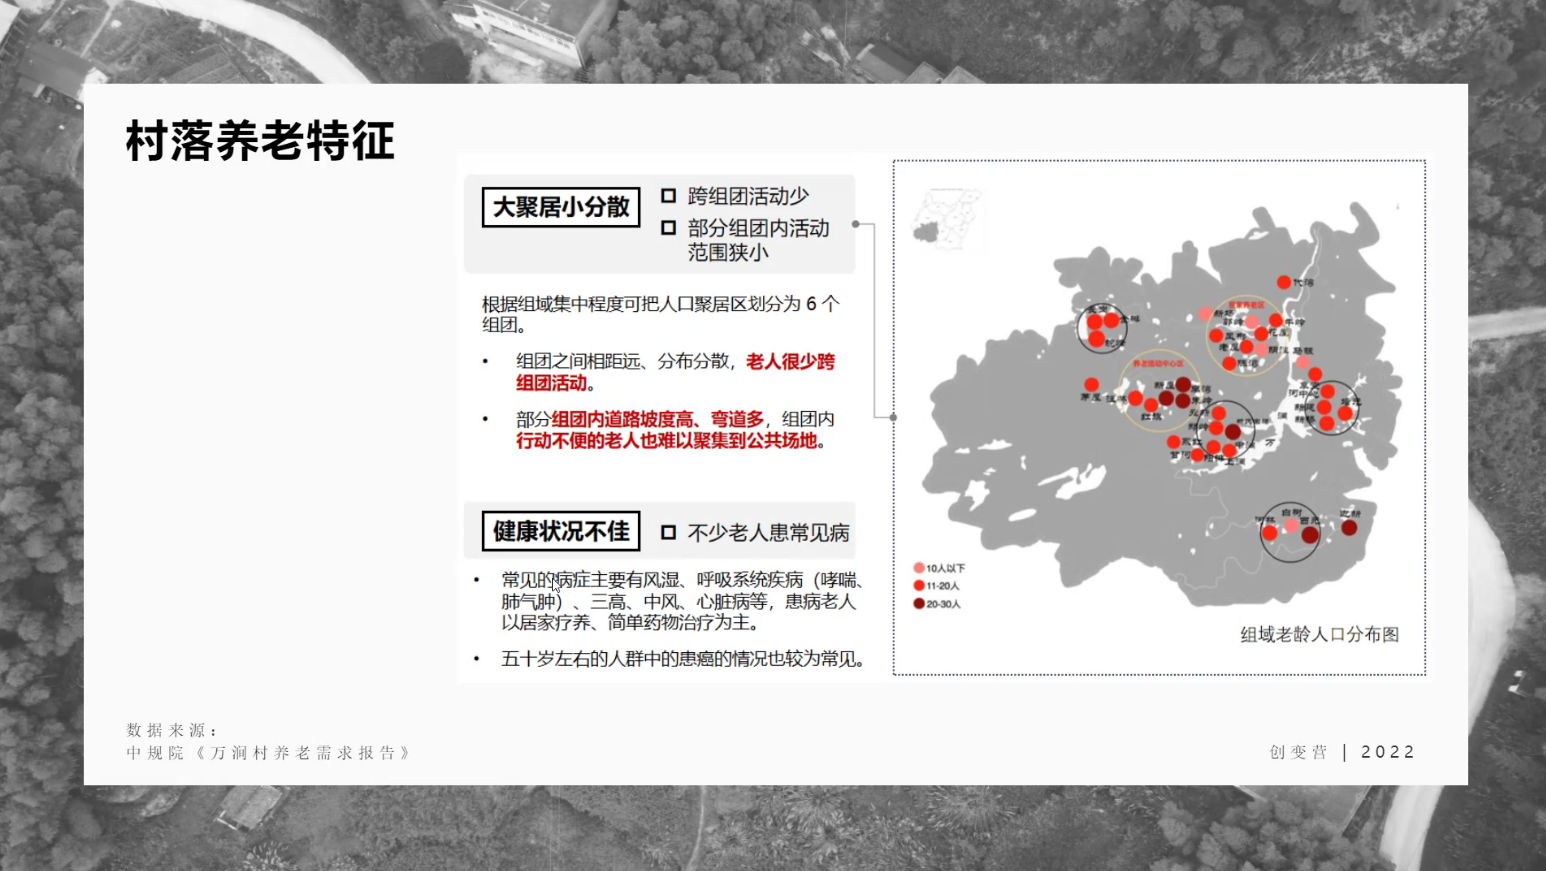 村落养老特征
大聚居小分散
跨组团活动少
部分组团内活动
范围狭小
根据组域集中程度可把人口聚居区划分为 6 个
组团。
• 组团之间相距远、分布分散，老人很少跨
组团活动。
• 部分组团内道路坡度高、弯道多，组团内
行动不便的老人也难以聚集到公共场地。
健康状况不佳
不少老人患常见病
• 常见的病症主要有风湿、呼吸系统疾病（哮喘、
肺气肿）、三高、中风、心脏病等，患病老人
以居家疗养、简单药物治疗为主。
• 五十岁左右的人群中的患癌的情况也较为常见。
养老活动中心区
白树
10人以下
11-20人
20-30人
组域老龄人口分布图
数据来源：
中规院《万涧村养老需求报告》
创变营 | 2022